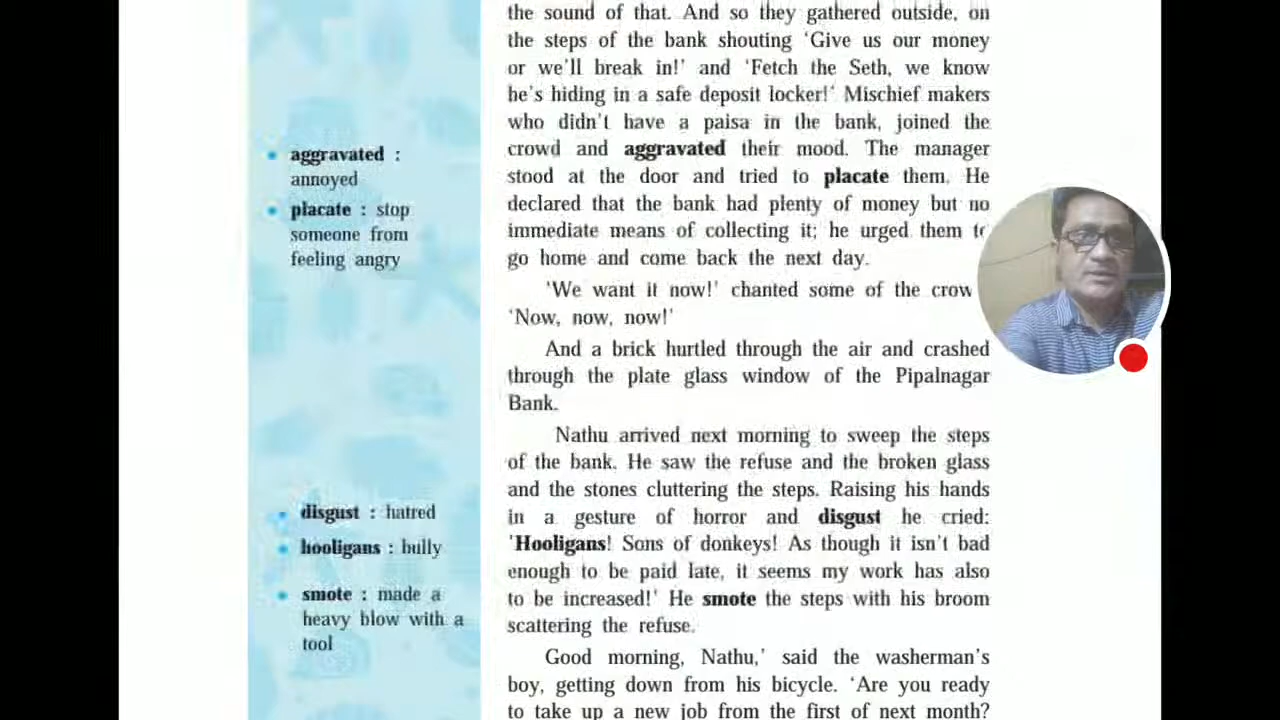 the sound of that. And so they gathered outside, on
the steps of the bank shouting 'Give us our money
or we'll break in!' and 'Fetch the Seth, we know
he's hiding in a safe deposit locker!' Mischief makers
who didn't have a paisa in the bank, joined the
crowd and aggravated their mood. The manager
stood at the door and tried to placate them. He
declared that the bank had plenty of money but no
immediate means of collecting it; he urged them
go home and come back the next day.
'We want it now!' chanted some of the crow
'Now, now, now!'
And a brick hurtled through the air and crashed
through the plate glass window of the Pipalnagar
Bank.
Nathu arrived next morning to sweep the steps
of the bank. He saw the refuse and the broken glass
and the stones cluttering the steps. Raising his hands
in a gesture of horror and disgust he cried:
'Hooligans! Sons of donkeys! As though it isn't bad
enough to be paid late, it seems my work has also
to be increased!' He smote the steps with his broom
scattering the refuse.
Good morning, Nathu,' said the washerman's
boy, getting down from his bicycle. 'Are you ready
to take up a new job from the first of next month?
• aggravated :
annoyed
• placate : stop
someone from
feeling angry
• disgust : hatred
• hooligans : bully
• smote : made a
heavy blow with a
tool